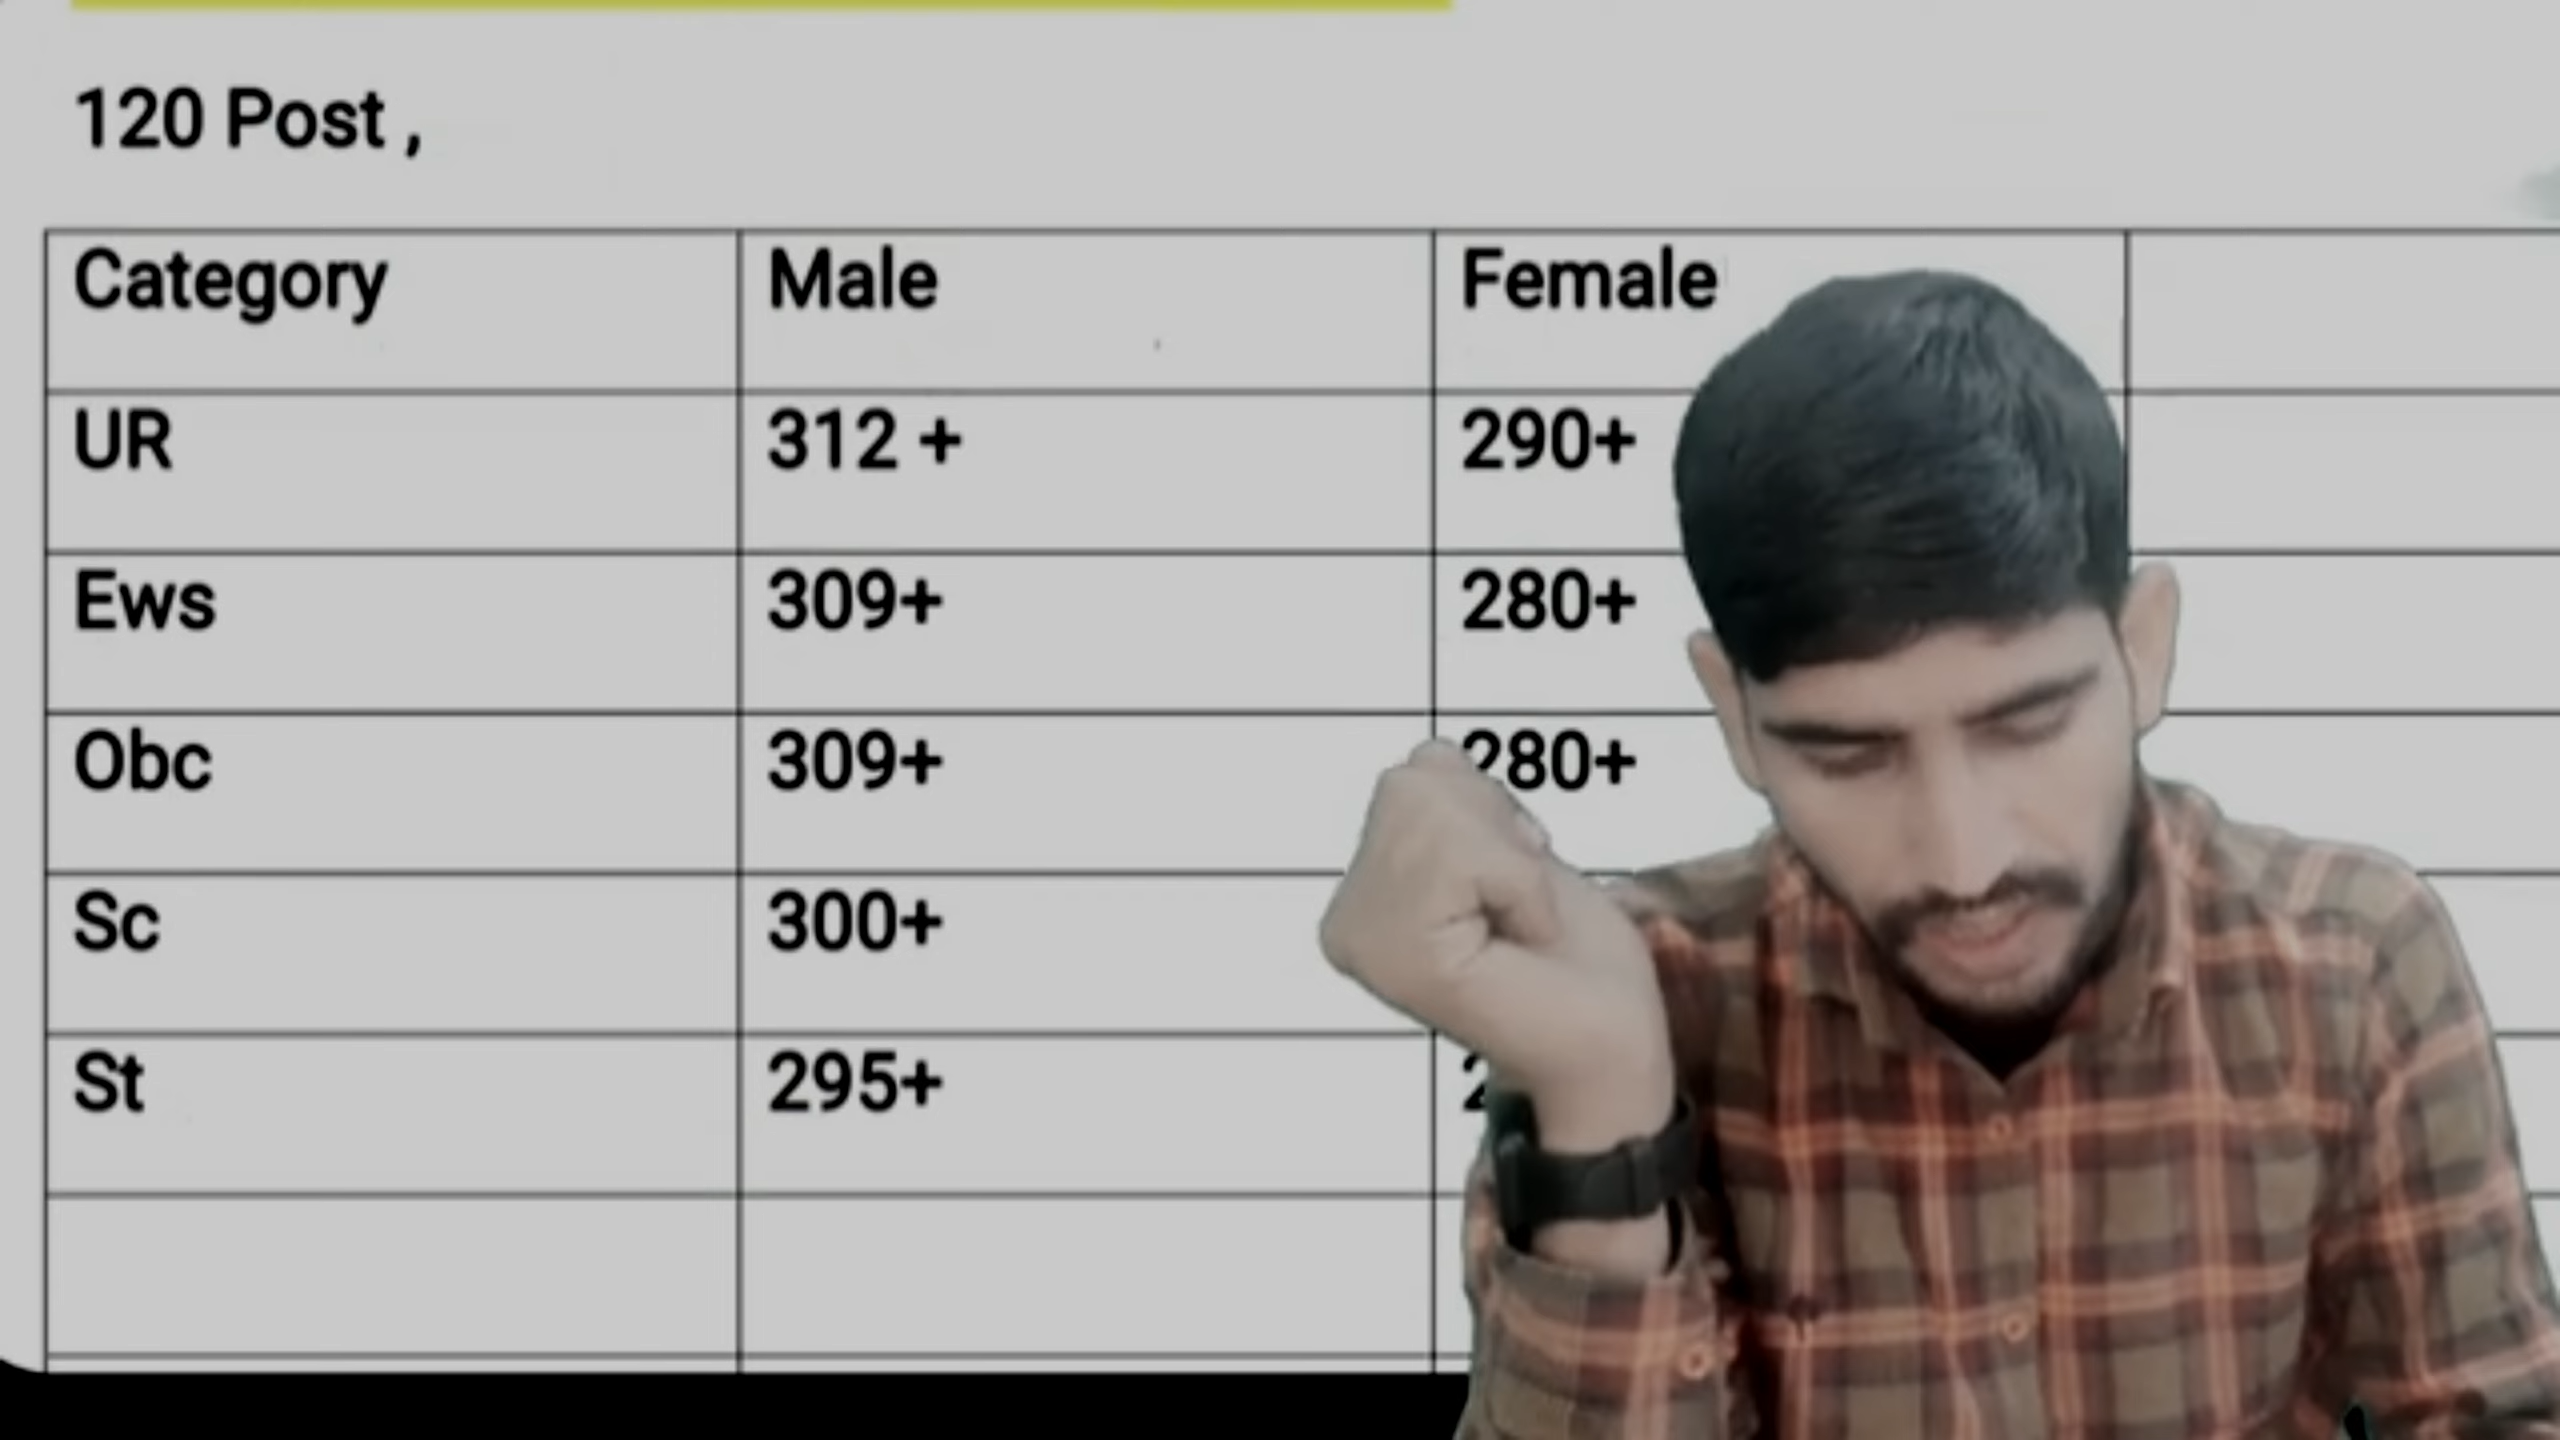 120 Post ,
Category Male Female
UR 312 + 290+
Ews 309+ 280+
Obc 309+ 280+
Sc 300+
St 295+